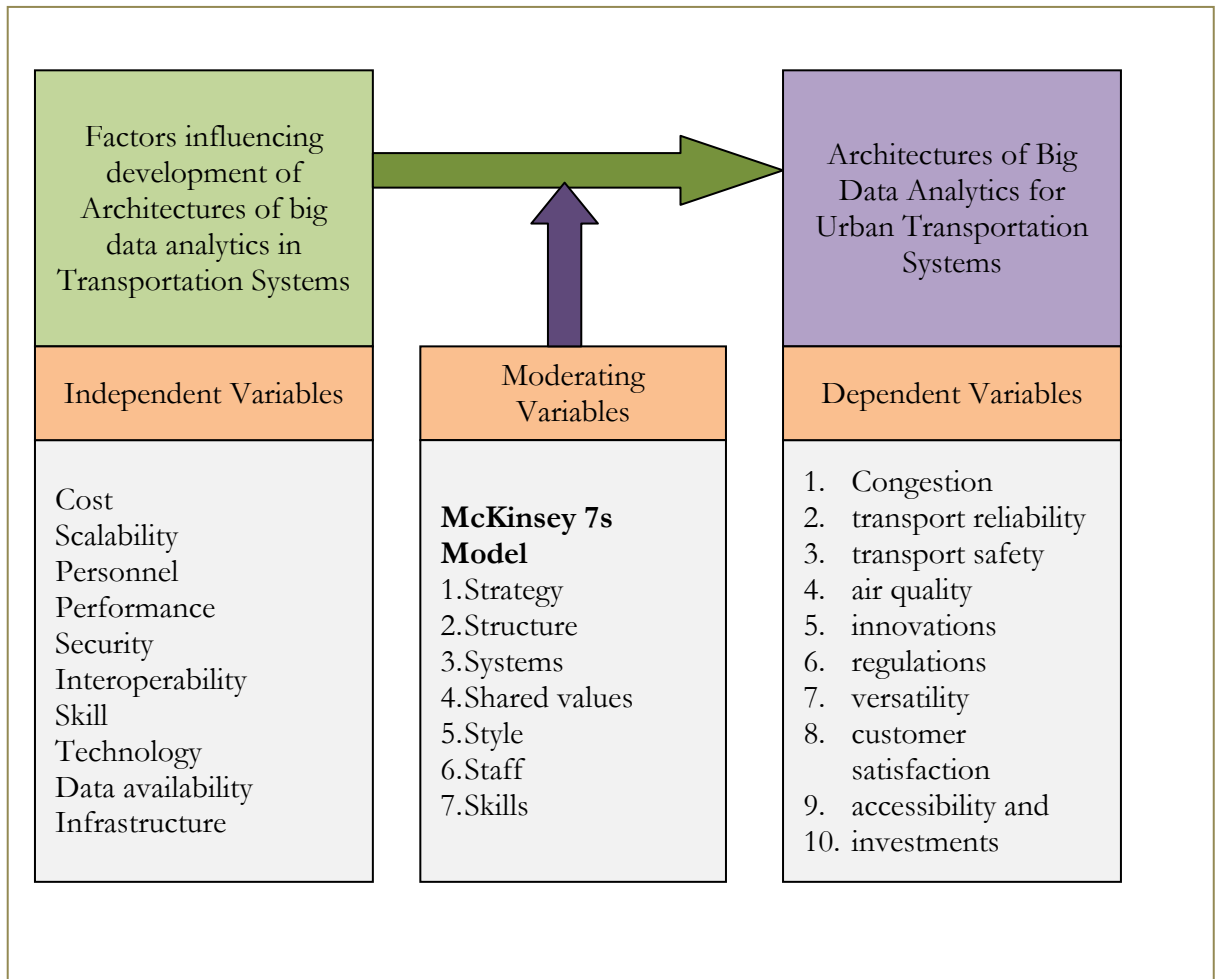 Factors influencing
development of
Architectures of big
data analytics in
Transportation Systems
Architectures of Big
Data Analytics for
Urban Transportation
Systems
Independent Variables
Moderating
Variables
Dependent Variables
Cost
Scalability
Personnel
Performance
Security
Interoperability
Skill
Technology
Data availability
Infrastructure
McKinsey 7s
Model
1.Strategy
2.Structure
3.Systems
4.Shared values
5.Style
6.Staff
7.Skills
1. Congestion
2. transport reliability
3. transport safety
4. air quality
5. innovations
6. regulations
7. versatility
8. customer
satisfaction
9. accessibility and
10. investments